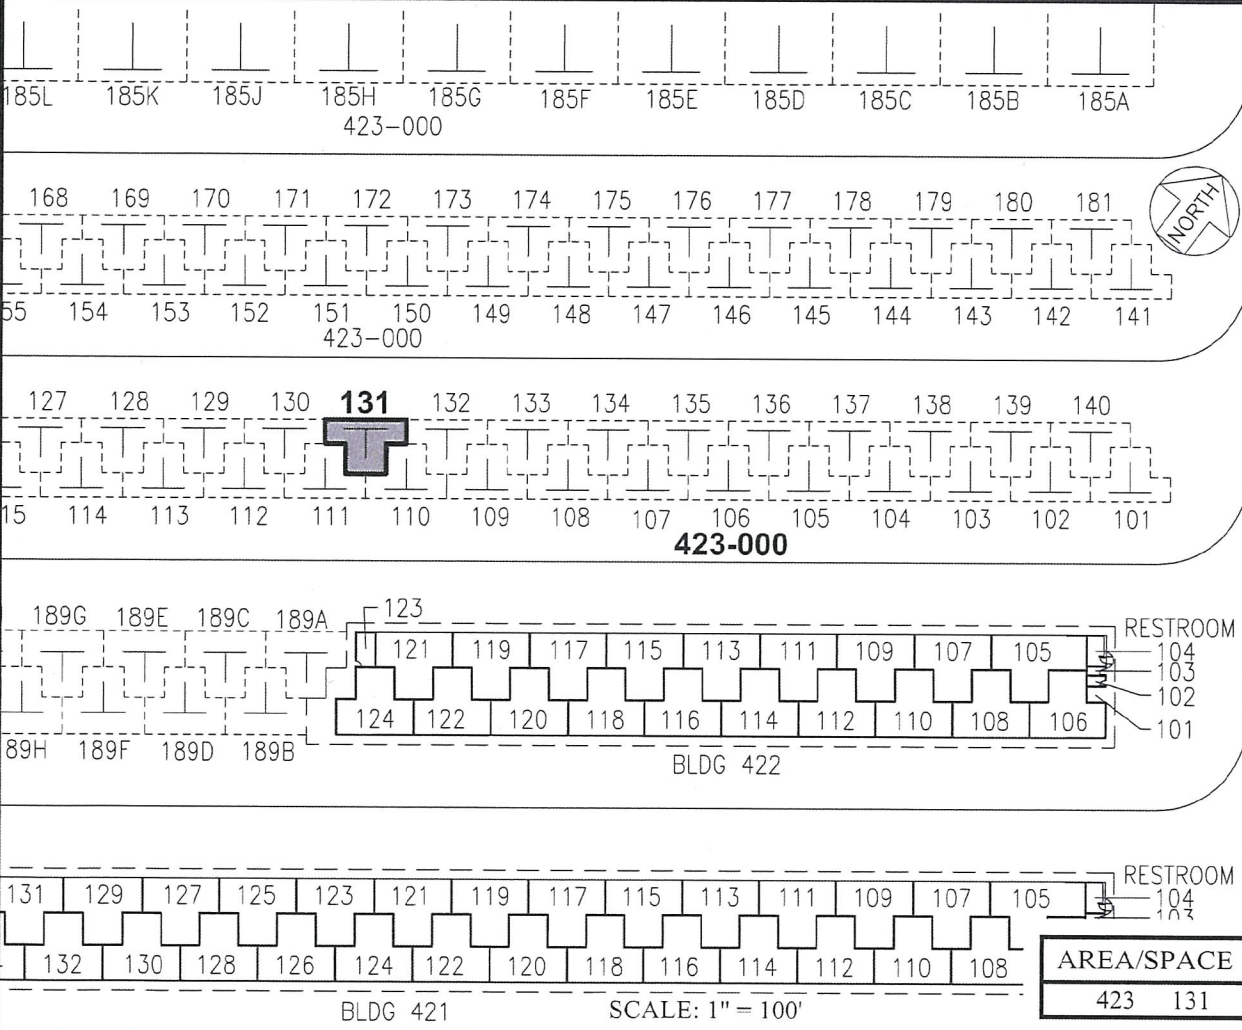 185L 185K 185J 185H 185G 185F 185E 185D 185C 185B 185A
423-000
168 169 170 171 172 173 174 175 176 177 178 179 180 181
NORTH
55 154 153 152 151 150 149 148 147 146 145 144 143 142 141
423-000
127 128 129 130 131 132 133 134 135 136 137 138 139 140
15 114 113 112 111 110 109 108 107 106 105 104 103 102 101
423-000
189G 189E 189C 189A 123
RESTROOM
121 119 117 115 113 111 109 107 105 104
103
102
124 122 120 118 116 114 112 110 108 106 101
89H 189F 189D 189B
BLDG 422
RESTROOM
131 129 127 125 123 121 119 117 115 113 111 109 107 105 104
103
132 130 128 126 124 122 120 118 116 114 112 110 108
AREA/SPACE
423 131
BLDG 421 SCALE: 1" = 100'